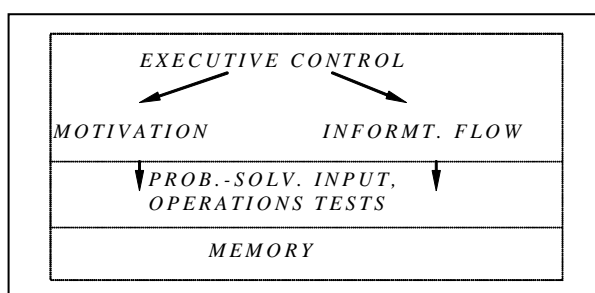 EXECUTIVE CONTROL
MOTIVATION INFORMT. FLOW
PROB.-SOLV. INPUT,
OPERATIONS TESTS
MEMORY